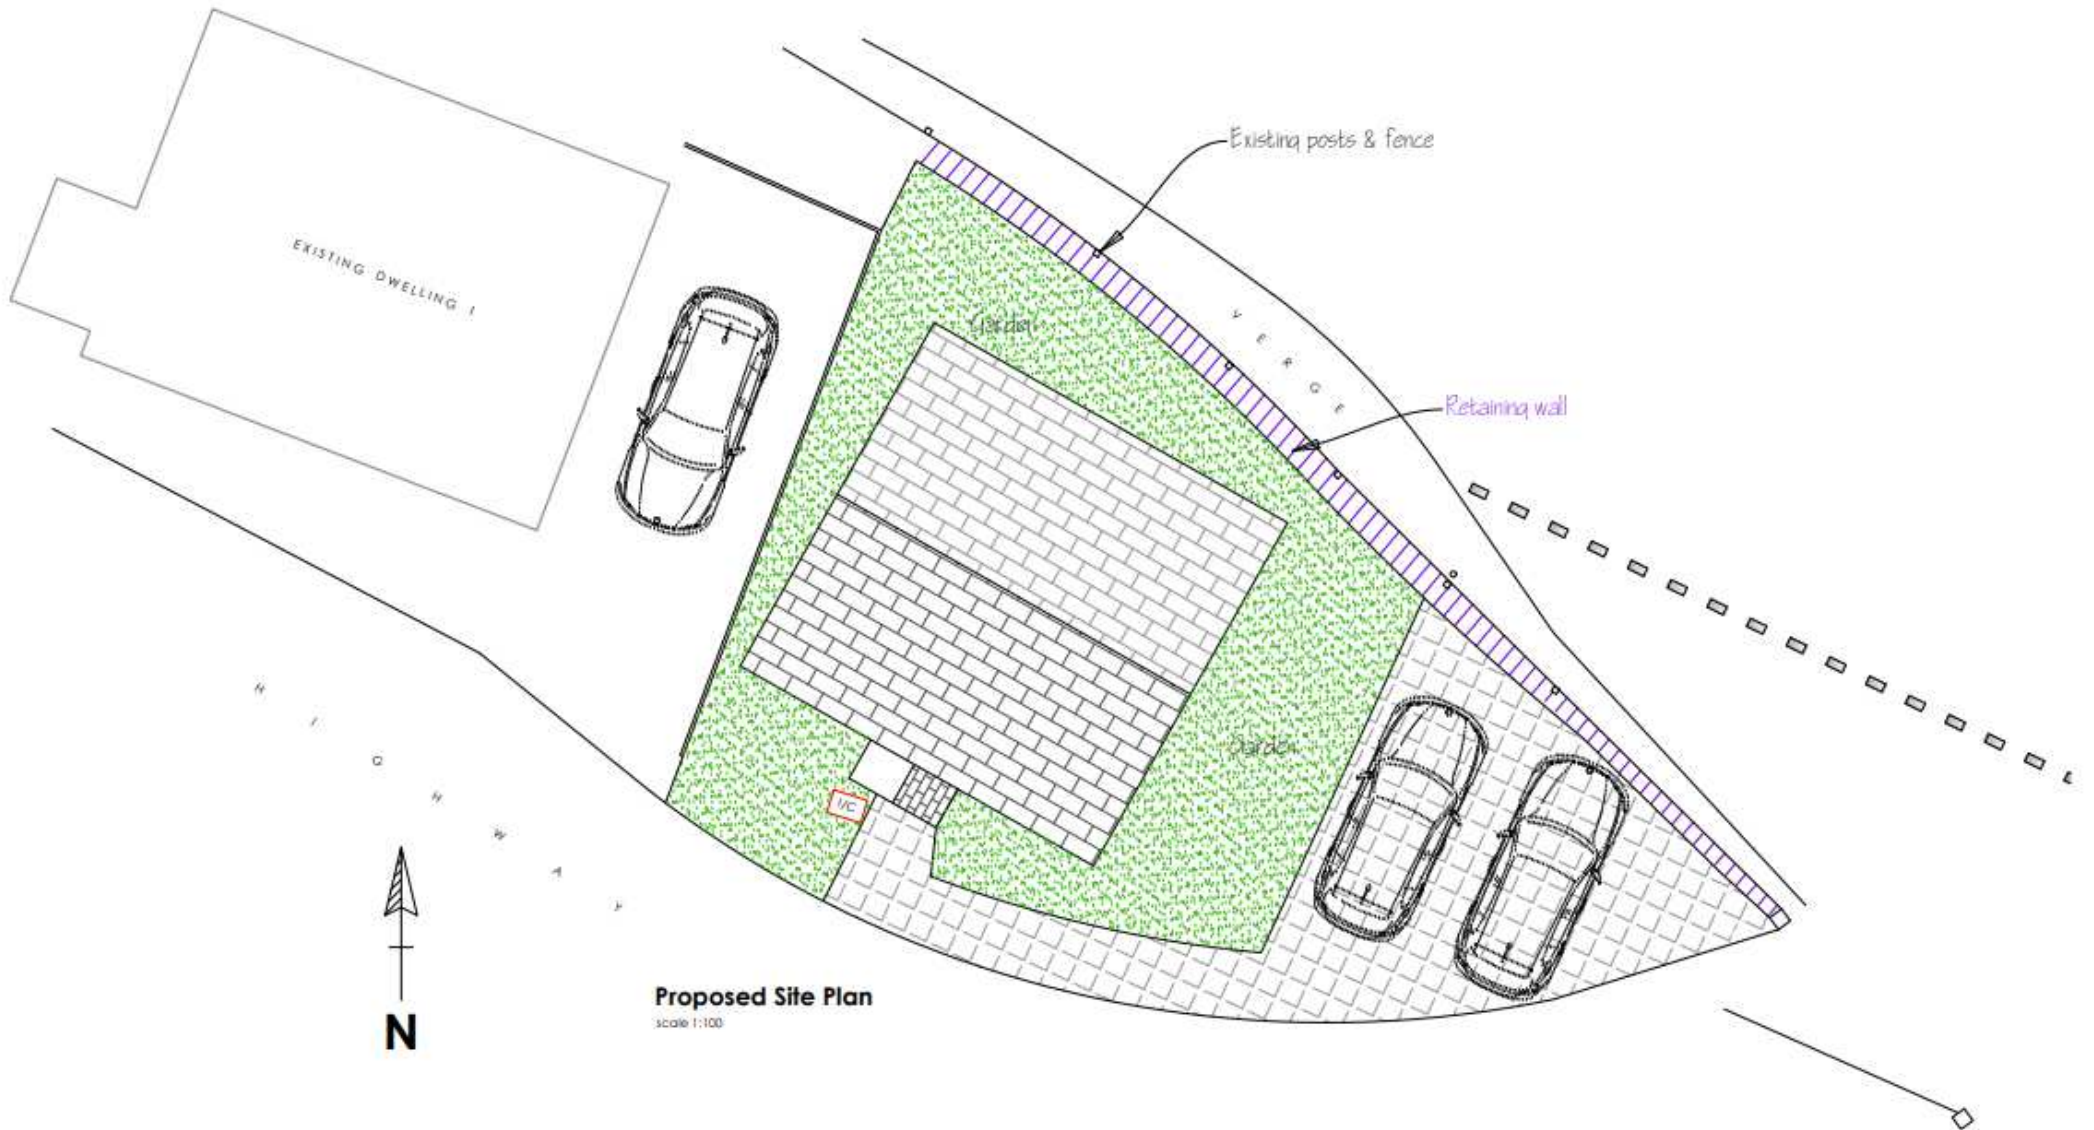 Existing posts & fence
EXISTING DWELLING 1
Garden
VERGE
Retaining wall
HIGHWAY
Garden
I/C
Proposed Site Plan
scale 1:100
N